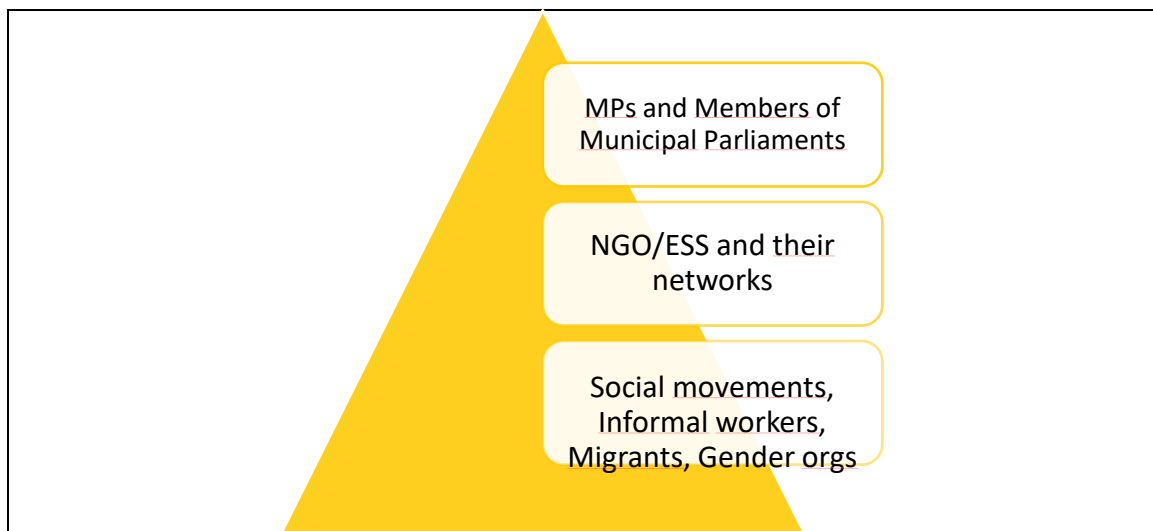 MPs and Members of
Municipal Parliaments
NGO/ESS and their
networks
Social movements,
Informal workers,
Migrants, Gender orgs